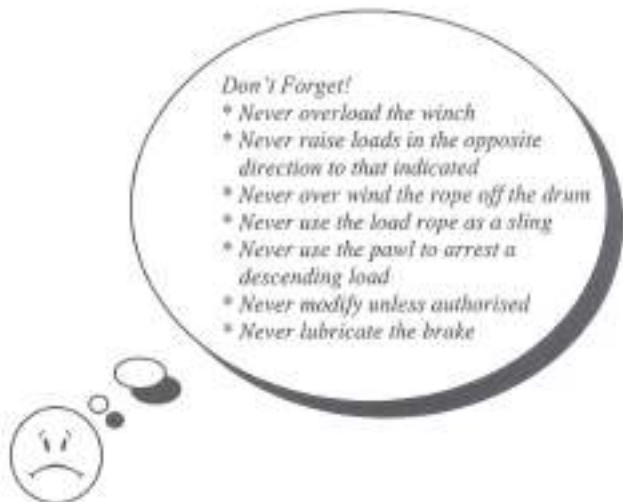 Don't Forget!
* Never overload the winch
* Never raise loads in the opposite
direction to that indicated
* Never over wind the rope off the drum
* Never use the load rope as a sling
* Never use the pawl to arrest a
descending load
* Never modify unless authorised
* Never lubricate the brake